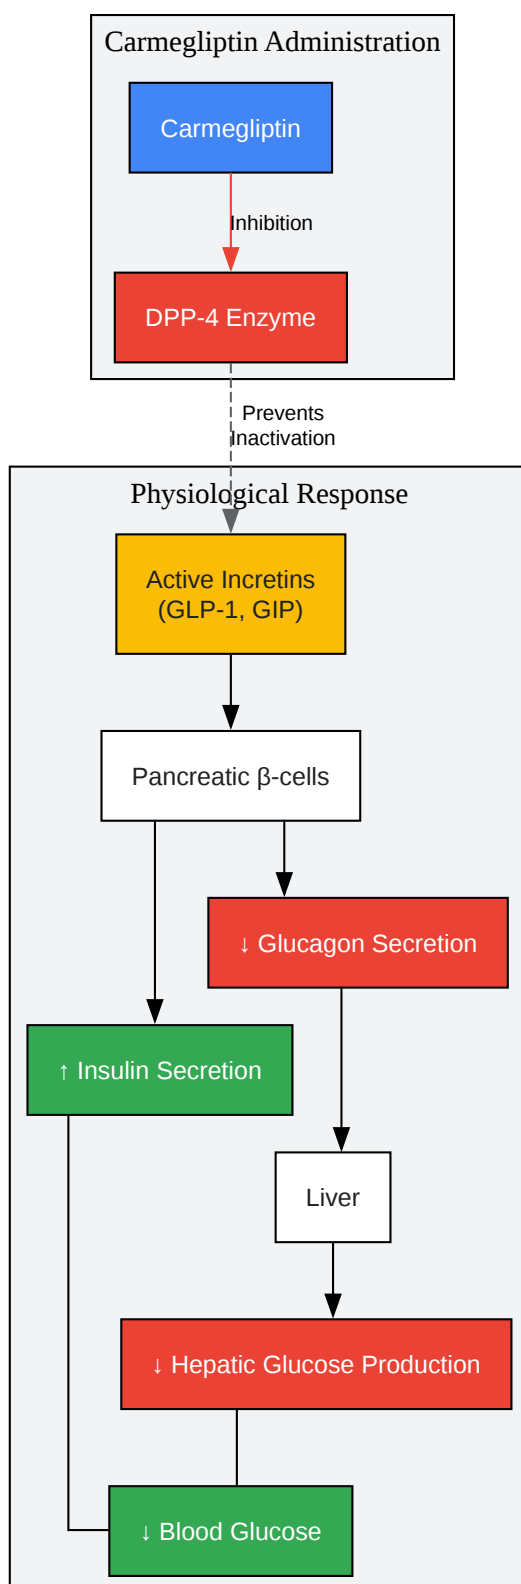 Carmegliptin Administration
Carmegliptin
Inhibition
DPP-4 Enzyme
Prevents
Inactivation
Physiological Response
Active Incretins
(GLP-1, GIP)
Pancreatic β-cells
↓ Glucagon Secretion
↑ Insulin Secretion
Liver
↓ Hepatic Glucose Production
↓ Blood Glucose